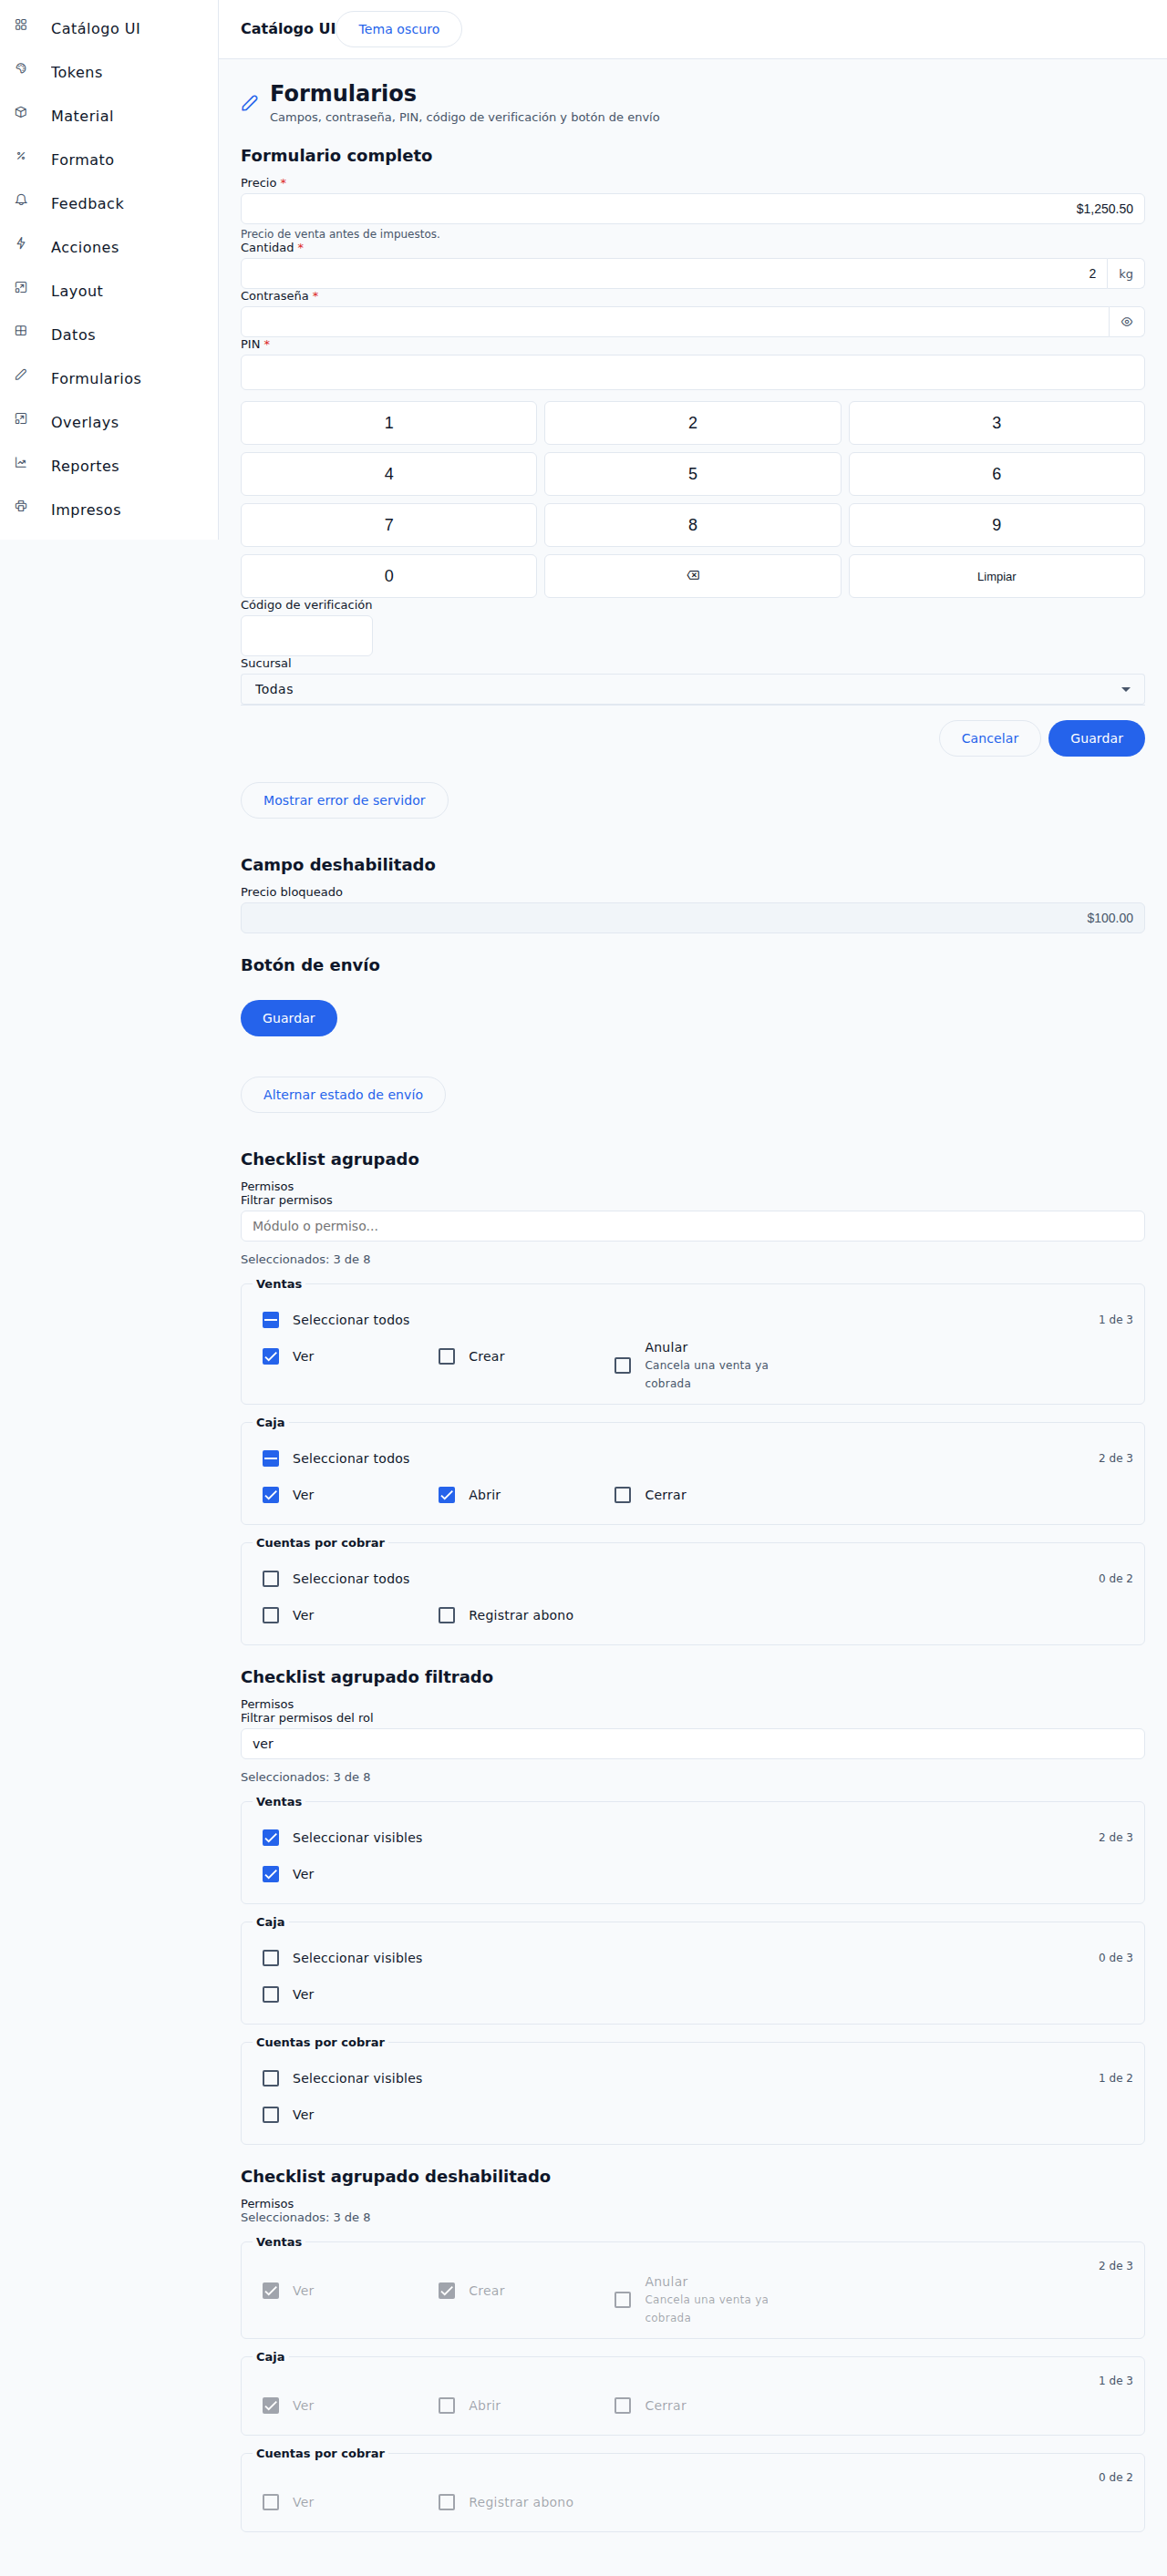 Catálogo UI
Tokens
Material
Formato
Feedback
Acciones
Layout
Datos
Formularios
Overlays
Reportes
Impresos
Catálogo UI
Tema oscuro
Formularios
Campos, contraseña, PIN, código de verificación y botón de envío
Formulario completo
Precio *
$1,250.50
Precio de venta antes de impuestos.
Cantidad *
2 kg
Contraseña *
PIN *
1 2 3
4 5 6
7 8 9
0 Limpiar
Código de verificación
Sucursal
Todas
Cancelar Guardar
Mostrar error de servidor
Campo deshabilitado
Precio bloqueado
$100.00
Botón de envío
Guardar
Alternar estado de envío
Checklist agrupado
Permisos
Filtrar permisos
Módulo o permiso...
Seleccionados: 3 de 8
Ventas
Seleccionar todos 1 de 3
Ver Crear Anular
Cancela una venta ya
cobrada
Caja
Seleccionar todos 2 de 3
Ver Abrir Cerrar
Cuentas por cobrar
Seleccionar todos 0 de 2
Ver Registrar abono
Checklist agrupado filtrado
Permisos
Filtrar permisos del rol
ver
Seleccionados: 3 de 8
Ventas
Seleccionar visibles 2 de 3
Ver
Caja
Seleccionar visibles 0 de 3
Ver
Cuentas por cobrar
Seleccionar visibles 1 de 2
Ver
Checklist agrupado deshabilitado
Permisos
Seleccionados: 3 de 8
Ventas
2 de 3
Ver Crear Anular
Cancela una venta ya
cobrada
Caja
1 de 3
Ver Abrir Cerrar
Cuentas por cobrar
0 de 2
Ver Registrar abono